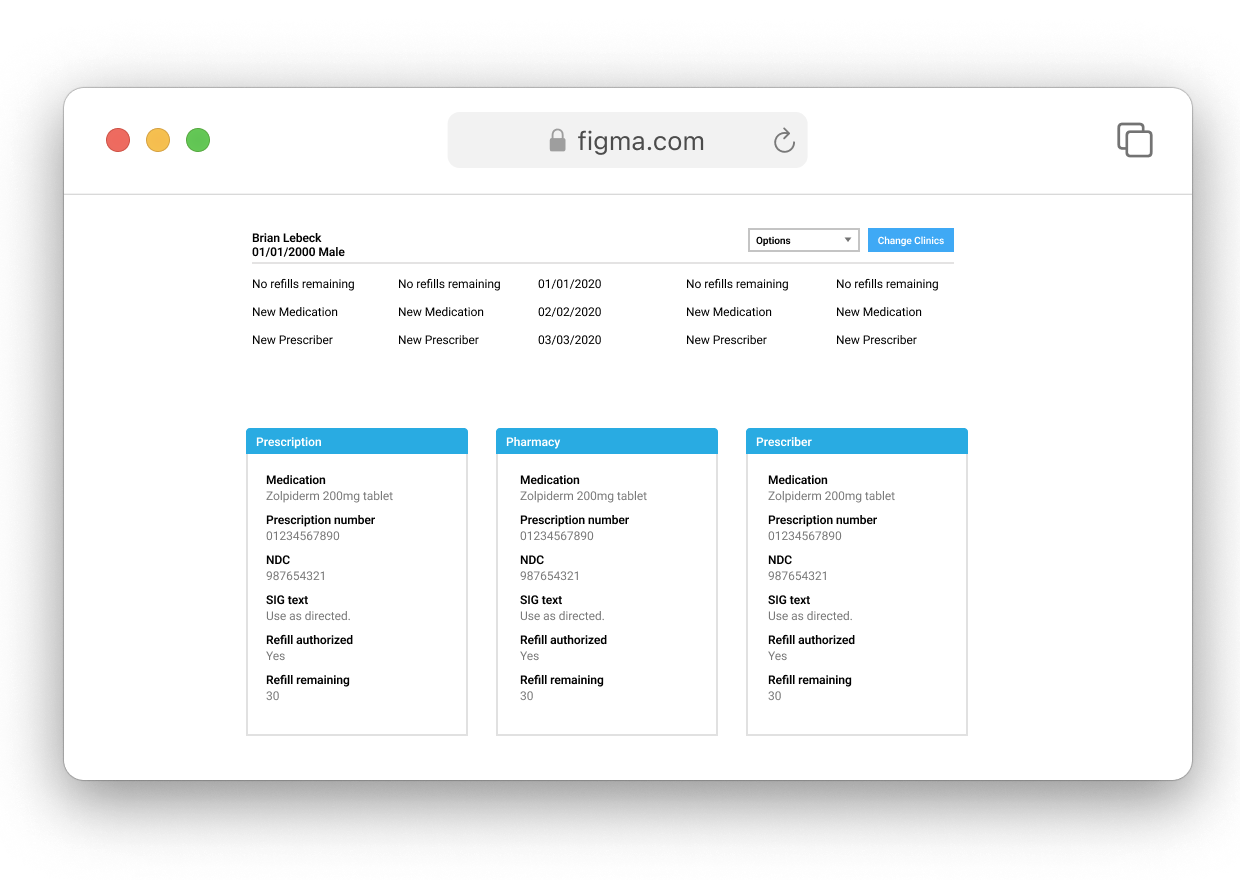 figma.com
Brian Lebeck
01/01/2000 Male
Options
Change Clinics
No refills remaining No refills remaining 01/01/2020 No refills remaining No refills remaining
New Medication New Medication 02/02/2020 New Medication New Medication
New Prescriber New Prescriber 03/03/2020 New Prescriber New Prescriber
Prescription
Medication
Zolpiderm 200mg tablet
Prescription number
01234567890
NDC
987654321
SIG text
Use as directed.
Refill authorized
Yes
Refill remaining
30
Pharmacy
Medication
Zolpiderm 200mg tablet
Prescription number
01234567890
NDC
987654321
SIG text
Use as directed.
Refill authorized
Yes
Refill remaining
30
Prescriber
Medication
Zolpiderm 200mg tablet
Prescription number
01234567890
NDC
987654321
SIG text
Use as directed.
Refill authorized
Yes
Refill remaining
30